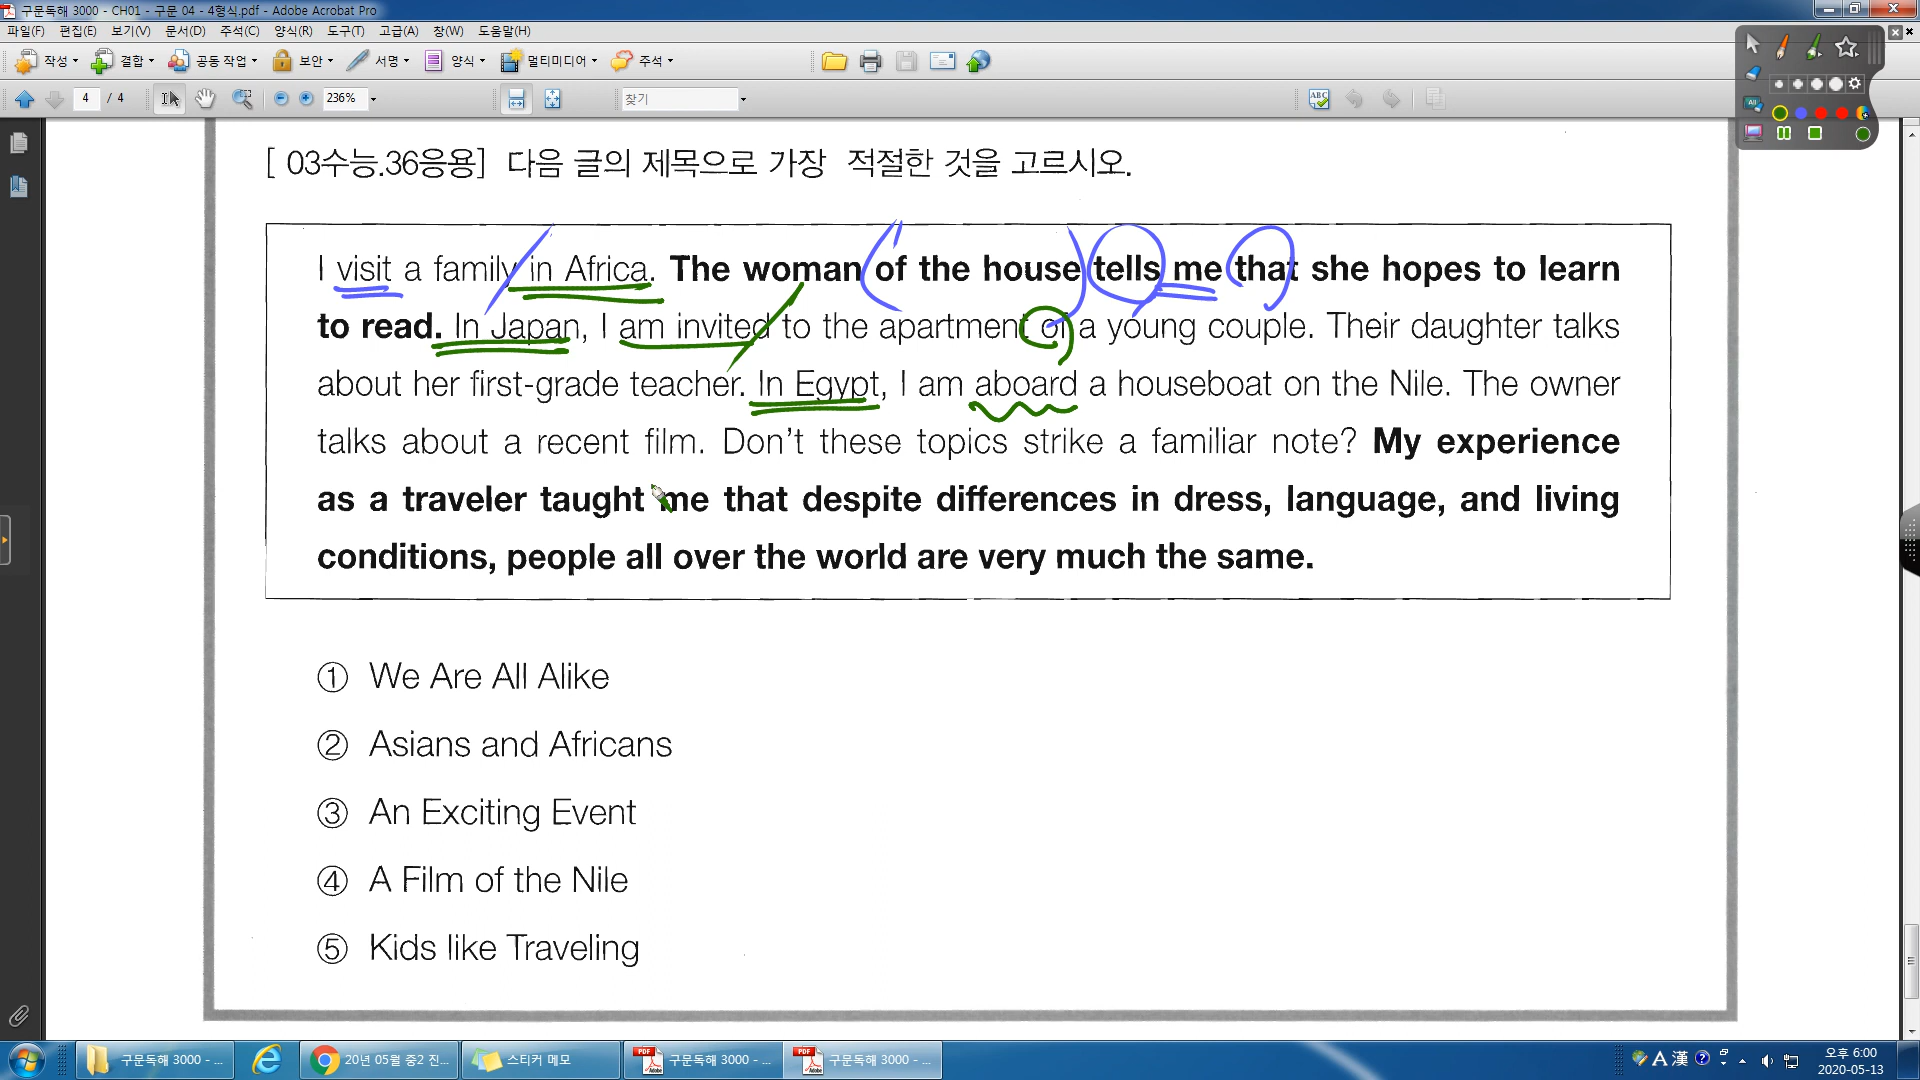 구문독해 3000 - CH01 - 구문 04 - 4형식.pdf - Adobe Acrobat Pro
파일(F) 편집(E) 보기(V) 문서(D) 주석(C) 양식(R) 도구(T) 고급(A) 창(W) 도움말(H)
작성 결합 공동 작업 보안 서명 양식 멀티미디어 주석
4 / 4 236% 찾기
[ 03수능.36응용] 다음 글의 제목으로 가장 적절한 것을 고르시오.
I visit a family in Africa. The woman of the house tells me that she hopes to learn
to read. In Japan, I am invited to the apartment of a young couple. Their daughter talks
about her first-grade teacher. In Egypt, I am aboard a houseboat on the Nile. The owner
talks about a recent film. Don't these topics strike a familiar note? My experience
as a traveler taught me that despite differences in dress, language, and living
conditions, people all over the world are very much the same.
① We Are All Alike
② Asians and Africans
③ An Exciting Event
④ A Film of the Nile
⑤ Kids like Traveling
구문독해 3000 - ... 20년 05월 중2 진... 스티커 메모 구문독해 3000 - ... 구문독해 3000 - ... A 漢 오후 6:00
2020-05-13